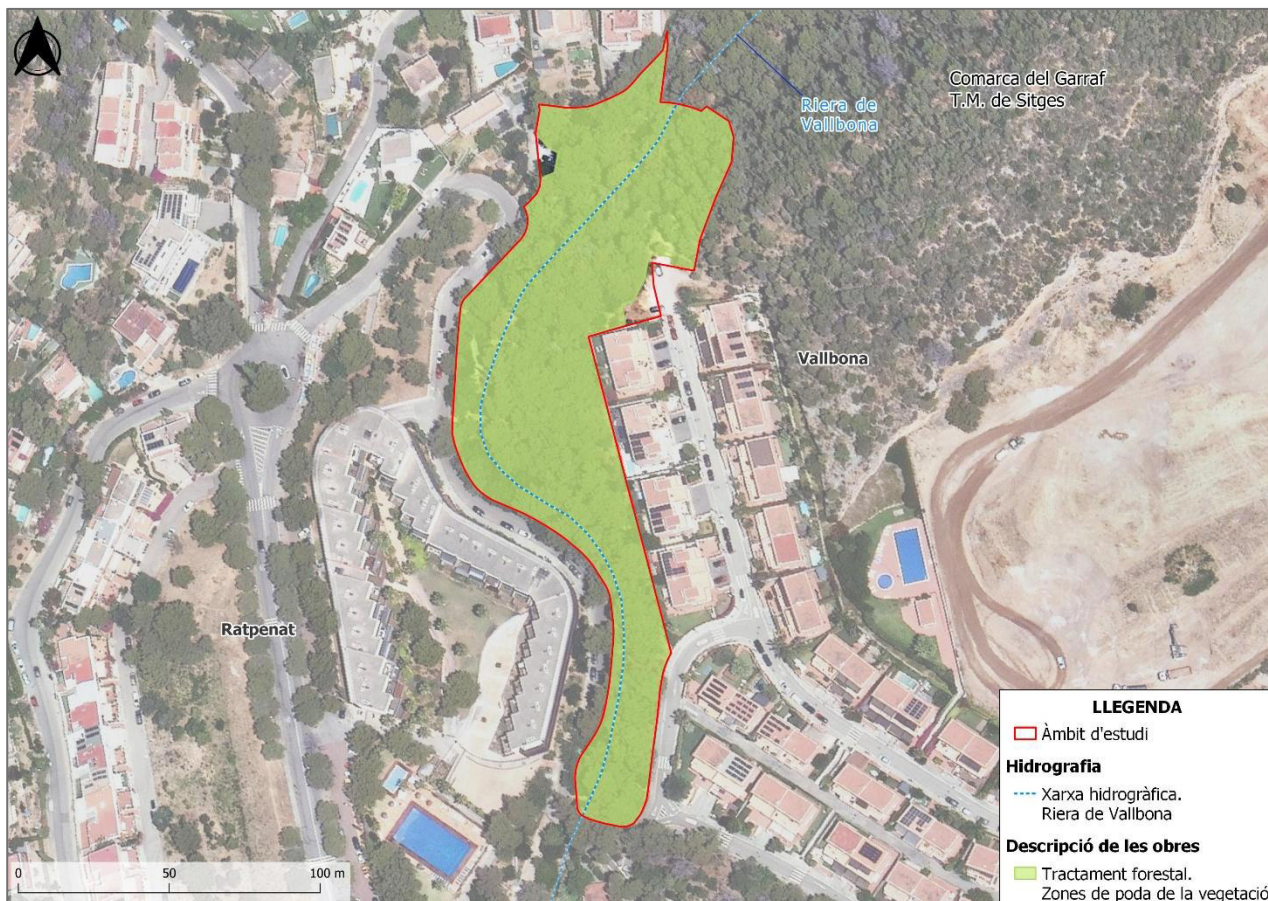 Comarca del Garraf
T.M. de Sitges
Riera de
Vallbona
Vallbona
Ratpenat
LLEGENDA
Àmbit d'estudi
Hidrografia
Xarxa hidrogràfica.
Riera de Vallbona
Descripció de les obres
Tractament forestal.
Zones de poda de la vegetació
0 50 100 m